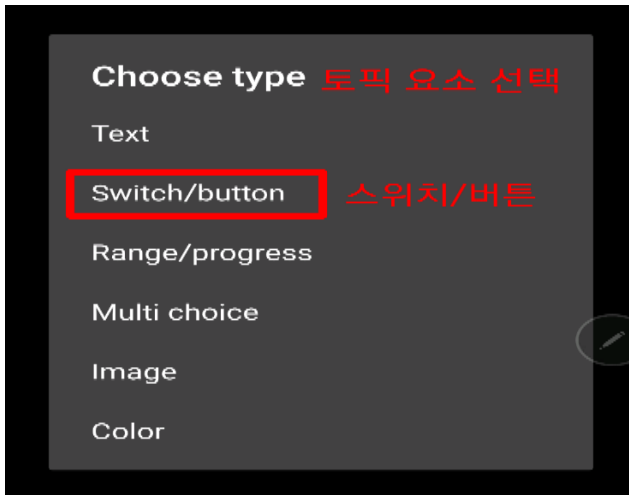 Choose type 토픽 요소 선택
Text
Switch/button 스위치/버튼
Range/progress
Multi choice
Image
Color